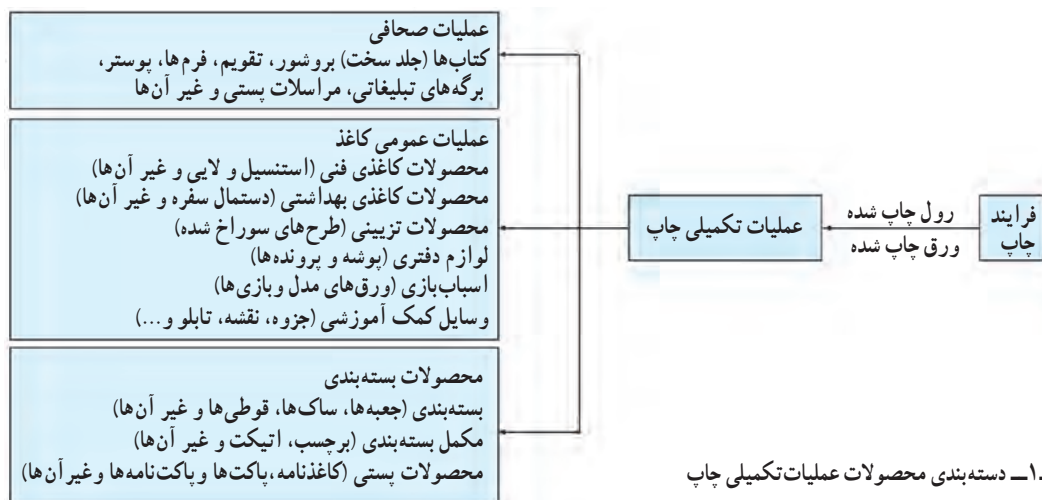 فرایند
چاپ
رول چاپ شده
ورق چاپ شده
عملیات تکمیلی چاپ
عملیات صحافی
کتاب‌ها (جلد سخت) بروشور، تقویم، فرم‌ها، پوستر،
برگه‌های تبلیغاتی، مراسلات پستی و غیر آن‌ها
عملیات عمومی کاغذ
محصولات کاغذی فنی (استنسیل و لایی و غیر آن‌ها)
محصولات کاغذی بهداشتی (دستمال سفره و غیر آن‌ها)
محصولات تزیینی (طرح‌های سوراخ شده)
لوازم دفتری (پوشه و پرونده‌ها)
اسباب‌بازی (ورق‌های مدل وبازی‌ها)
وسایل کمک آموزشی (جزوه، نقشه، تابلو و...)
محصولات بسته‌بندی
بسته‌بندی (جعبه‌ها، ساک‌ها، قوطی‌ها و غیر آن‌ها)
مکمل بسته‌بندی (برچسب، اتیکت و غیر آن‌ها)
محصولات پستی (کاغذنامه،پاکت‌ها وپاکت‌نامه‌ها وغیرآن‌ها)
۱ــ دسته‌بندی محصولات عملیات‌تکمیلی چاپ